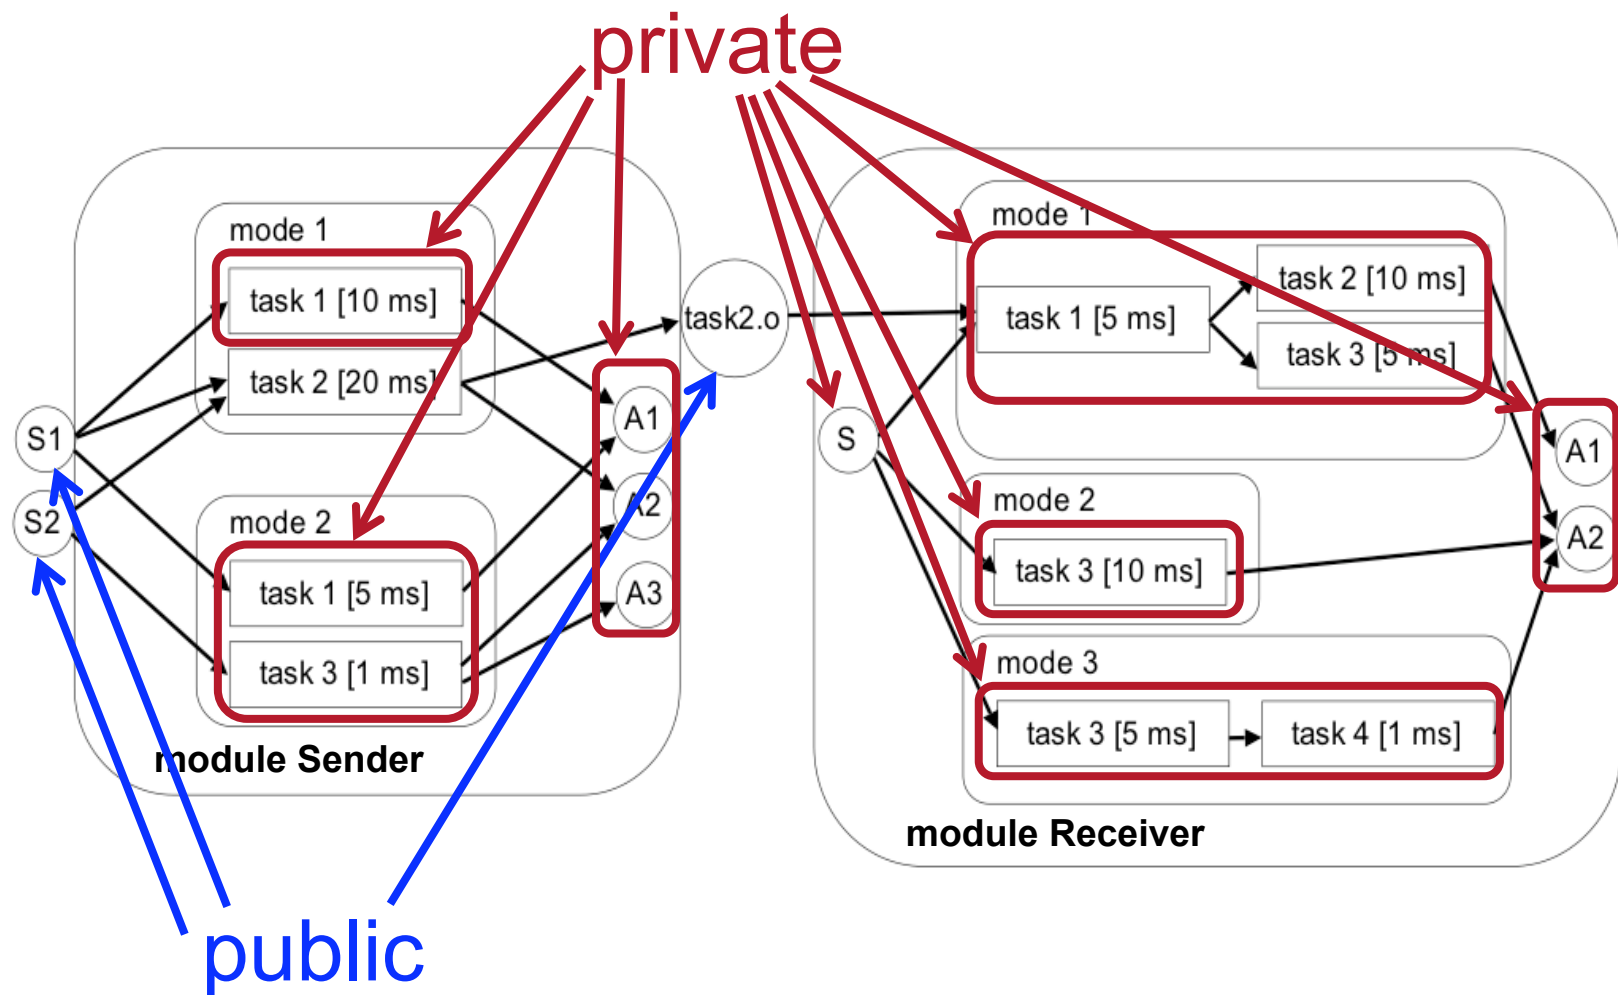 private
mode 1
task 1 [10 ms]
task 2 [20 ms]
S1
S2
mode 2
task 1 [5 ms]
task 3 [1 ms]
module Sender
A1
A2
A3
task2.o
mode 1
task 1 [5 ms]
task 2 [10 ms]
task 3 [5 ms]
S
mode 2
task 3 [10 ms]
mode 3
task 3 [5 ms]
task 4 [1 ms]
A1
A2
module Receiver
public